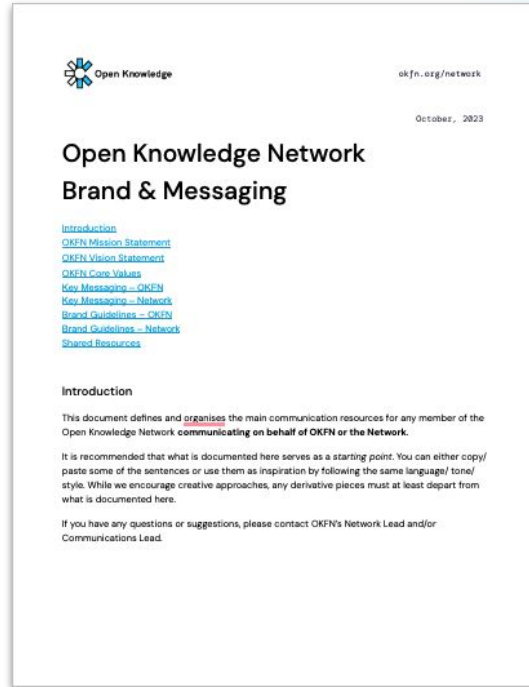 Open Knowledge
okfn.org/network
October, 2023
Open Knowledge Network
Brand & Messaging
Introduction
OKFN Mission Statement
OKFN Vision Statement
OKFN Core Values
Key Messaging – OKFN
Key Messaging – Network
Brand Guidelines – OKFN
Brand Guidelines – Network
Shared Resources
Introduction
This document defines and organises the main communication resources for any member of the
Open Knowledge Network communicating on behalf of OKFN or the Network.
It is recommended that what is documented here serves as a starting point. You can either copy/
paste some of the sentences or use them as inspiration by following the same language/ tone/
style. While we encourage creative approaches, any derivative pieces must at least depart from
what is documented here.
If you have any questions or suggestions, please contact OKFN's Network Lead and/or
Communications Lead.